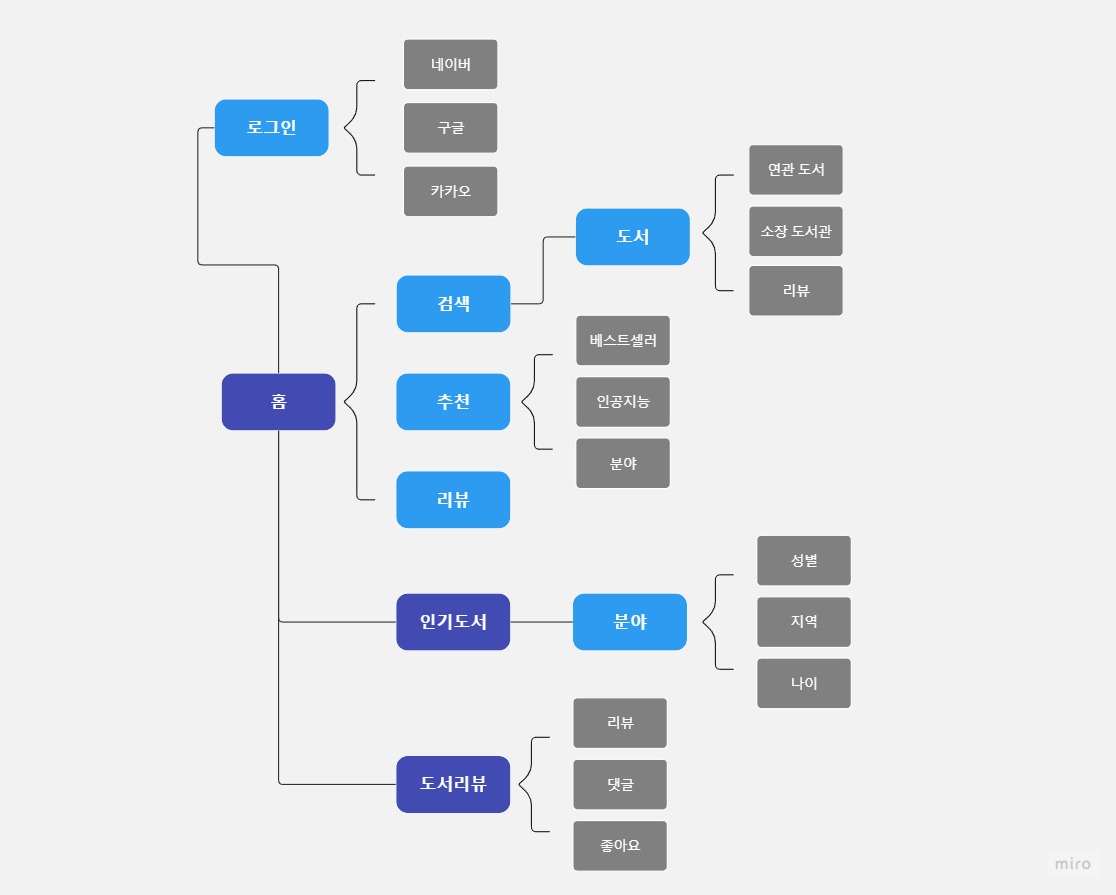 네이버
로그인
구글
카카오
연관 도서
도서
소장 도서관
리뷰
검색
베스트셀러
홈
추천
인공지능
분야
리뷰
성별
인기도서
분야
지역
나이
리뷰
도서리뷰
댓글
좋아요
miro